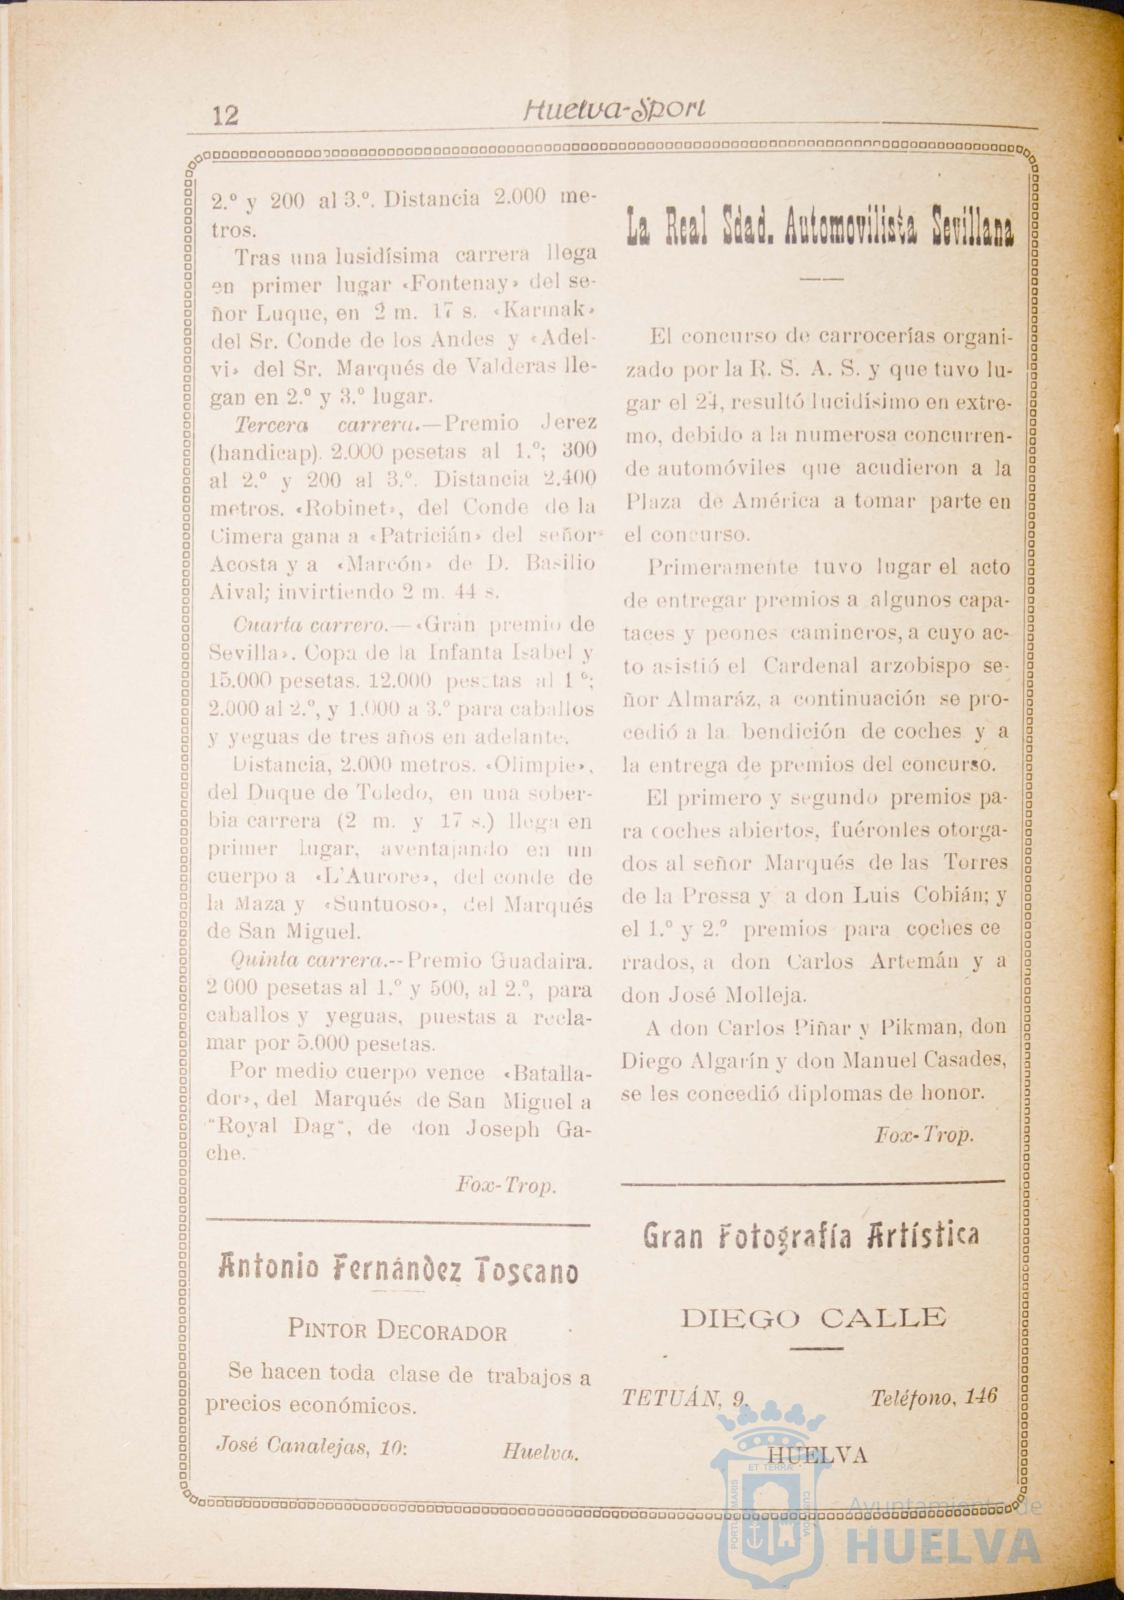 12
Huelva-Sport
2.º y 200 al 3.º. Distancia 2.000 me-
tros.
Tras una lusidísima carrera llega
en primer lugar «Fontenay» del se-
ñor Luque, en 2 m. 17 s. «Karmak»
del Sr. Conde de los Andes y «Adel-
vi» del Sr. Marqués de Valderas lle-
gan en 2.º y 3.º lugar.
Tercera carrera.—Premio Jerez
(handicap). 2.000 pesetas al 1.º; 300
al 2.º y 200 al 3.º. Distancia 2.400
metros. «Robinet», del Conde de la
Cimera gana a «Patricián» del señor
Acosta y a «Marcón» de D. Basilio
Aival; invirtiendo 2 m. 44 s.
Cuarta carrero.—«Gran premio de
Sevilla». Copa de la Infanta Isabel y
15.000 pesetas. 12.000 pesetas al 1º;
2.000 al 2.º, y 1.000 a 3.º para caballos
y yeguas de tres años en adelante.
Distancia, 2.000 metros. «Olimpie»,
del Duque de Toledo, en una sober-
bia carrera (2 m. y 17 s.) llega en
primer lugar, aventajando en un
cuerpo a «L'Aurore», del conde de
la Maza y «Suntuoso», del Marqués
de San Miguel.
Quinta carrera.--Premio Guadaira.
2 000 pesetas al 1.º y 500, al 2.º, para
caballos y yeguas, puestas a recla-
mar por 5.000 pesetas.
Por medio cuerpo vence «Batalla-
dor», del Marqués de San Miguel a
"Royal Dag", de don Joseph Ga-
che.
Fox-Trop.
Antonio Fernández Toscano
PINTOR DECORADOR
Se hacen toda clase de trabajos a
precios económicos.
José Canalejas, 10:
Huelva.
La Real Sdad. Automovilista Sevillana
El concurso de carrocerías organi-
zado por la R. S. A. S. y que tuvo lu-
gar el 24, resultó lucidísimo en extre-
mo, debido a la numerosa concurren-
de automóviles que acudieron a la
Plaza de América a tomar parte en
el concurso.
Primeramente tuvo lugar el acto
de entregar premios a algunos capa-
taces y peones camineros, a cuyo ac-
to asistió el Cardenal arzobispo se-
ñor Almaráz, a continuación se pro-
cedió a la bendición de coches y a
la entrega de premios del concurso.
El primero y segundo premios pa-
ra coches abiertos, fuéronles otorga-
dos al señor Marqués de las Torres
de la Pressa y a don Luis Cobián; y
el 1.º y 2.º premios para coches ce
rrados, a don Carlos Artemán y a
don José Molleja.
A don Carlos Piñar y Pikman, don
Diego Algarín y don Manuel Casades,
se les concedió diplomas de honor.
Fox-Trop.
Gran Fotografía Artística
DIEGO CALLE
TETUÁN, 9.
Teléfono, 146
HUELVA
ET TERRÆ
PORTUS MARIS
CUSTODIA
Ayuntamiento de
HUELVA